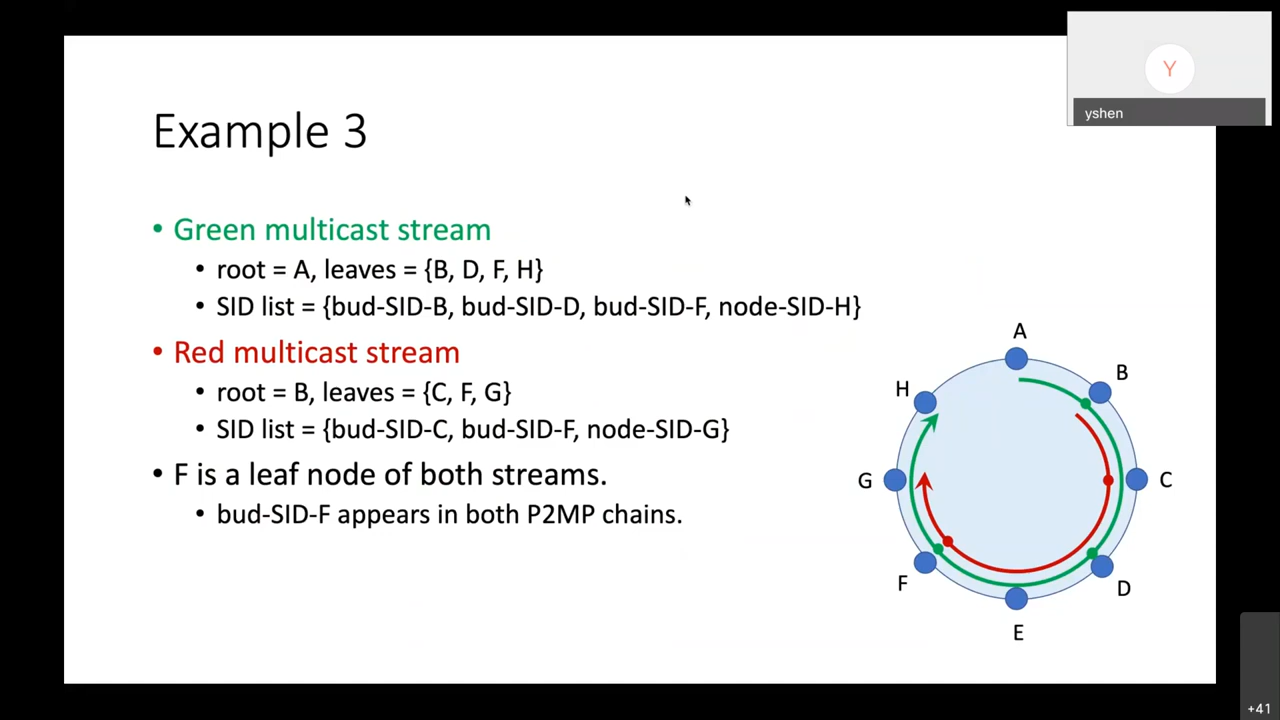 Y
yshen
Example 3
• Green multicast stream
• root = A, leaves = {B, D, F, H}
• SID list = {bud-SID-B, bud-SID-D, bud-SID-F, node-SID-H}
• Red multicast stream
• root = B, leaves = {C, F, G}
• SID list = {bud-SID-C, bud-SID-F, node-SID-G}
• F is a leaf node of both streams.
• bud-SID-F appears in both P2MP chains.
A
B
H
G
C
F
D
E
+41